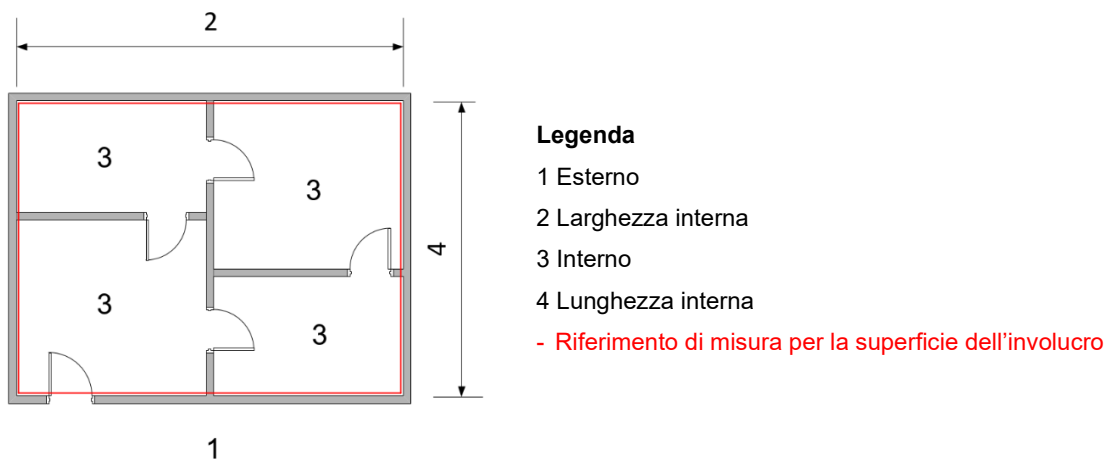 2
3
3
4
3
3
1
Legenda
1 Esterno
2 Larghezza interna
3 Interno
4 Lunghezza interna
- Riferimento di misura per la superficie dell’involucro